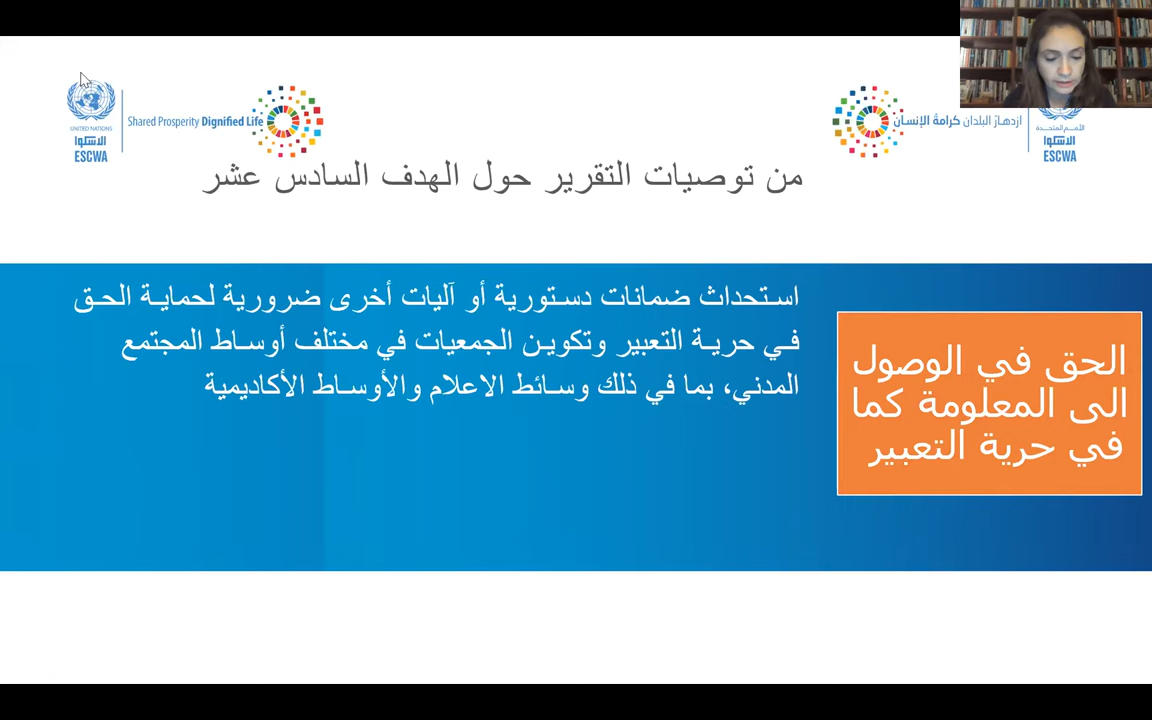 UNITED NATIONS
الاسكوا
ESCWA
Shared Prosperity Dignified Life
ازدهارُ البلدان كرامةُ الإنسان
الأمم المتحدة
الاسكوا
ESCWA
من توصيات التقرير حول الهدف السادس عشر
الحق في الوصول
الى المعلومة كما
في حرية التعبير
استحداث ضمانات دستورية أو آليات أخرى ضرورية لحماية الحق
في حرية التعبير وتكوين الجمعيات في مختلف أوساط المجتمع
المدني، بما في ذلك وسائط الاعلام والأوساط الأكاديمية